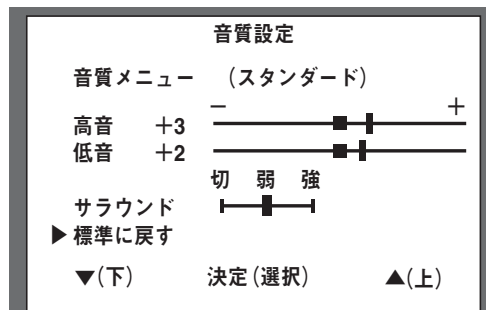 音質設定
音質メニュー （スタンダード）
− +
高音 +3
低音 +2
切 弱 強
サラウンド
▶標準に戻す
▼(下) 決定(選択) ▲(上)